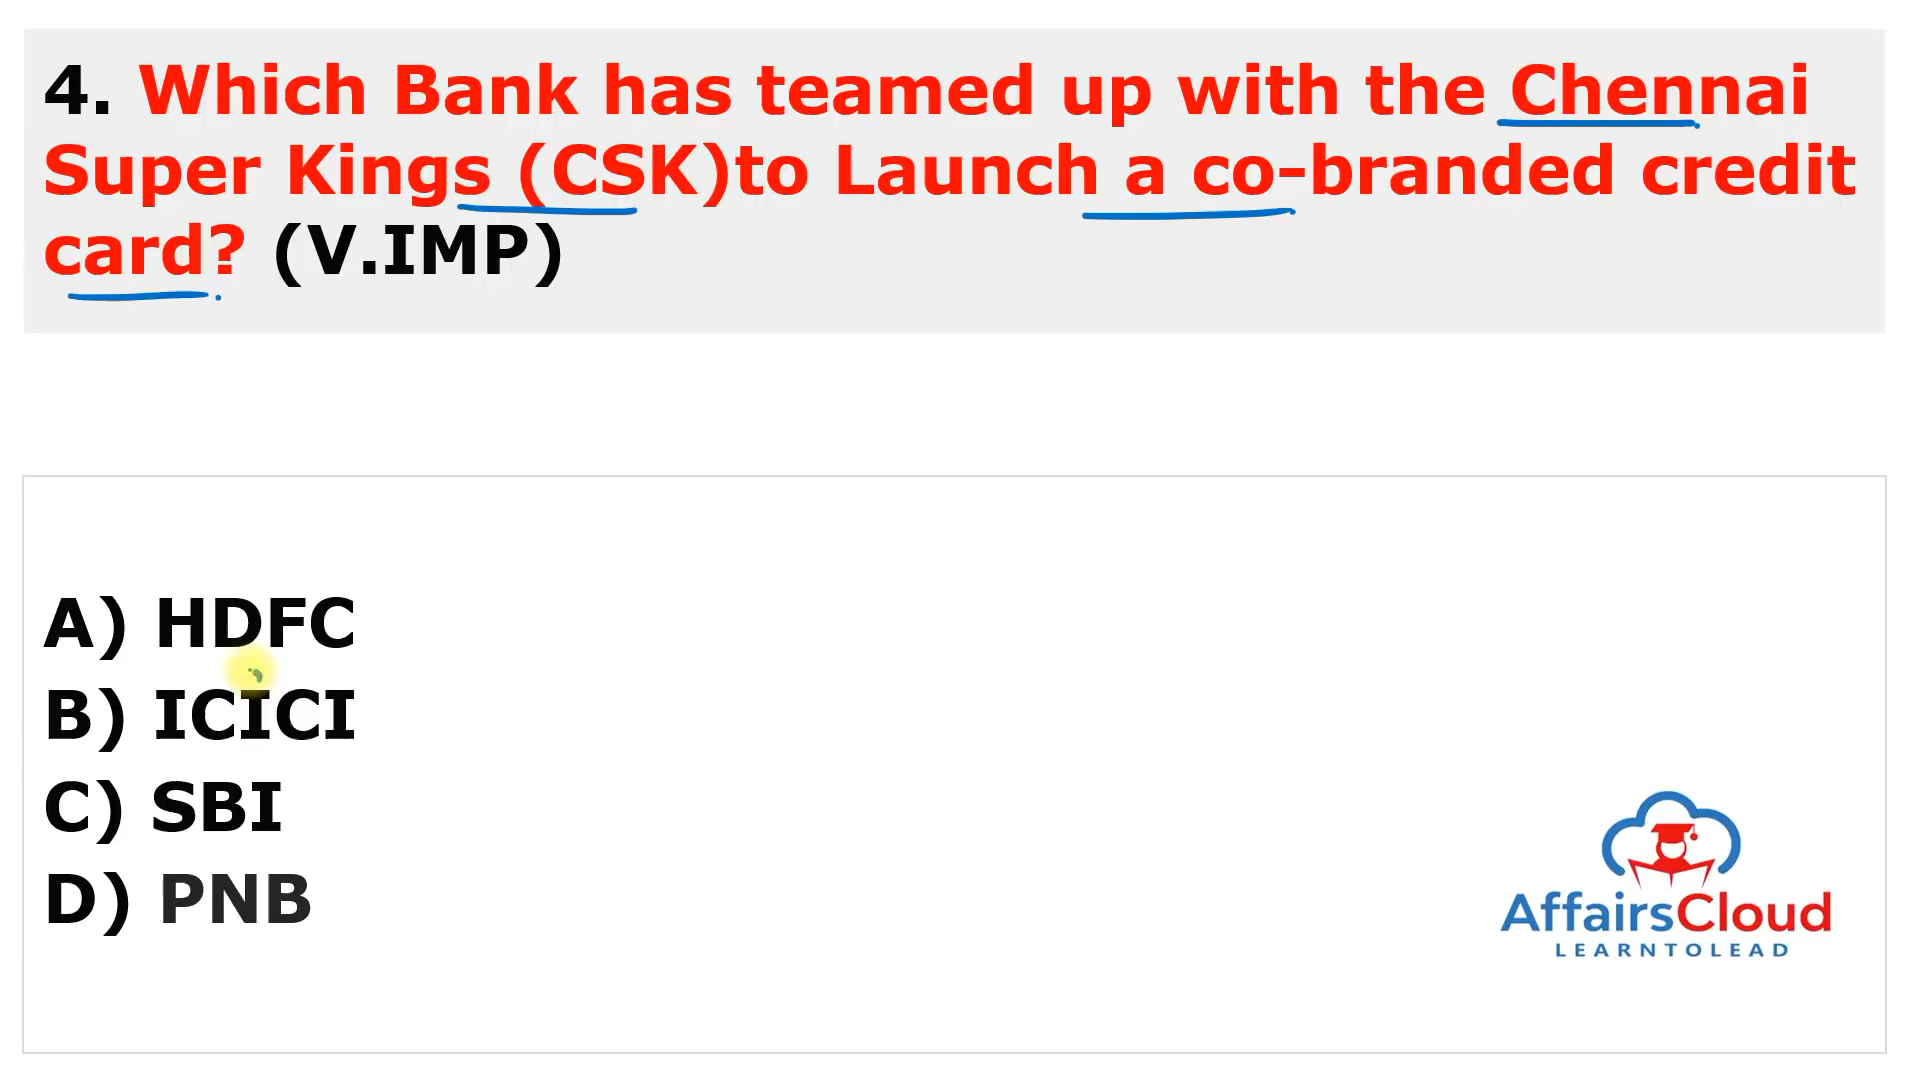 4. Which Bank has teamed up with the Chennai
Super Kings (CSK)to Launch a co-branded credit
card? (V.IMP)
A) HDFC
B) ICICI
C) SBI
D) PNB
AffairsCloud
LEARNTOLEAD